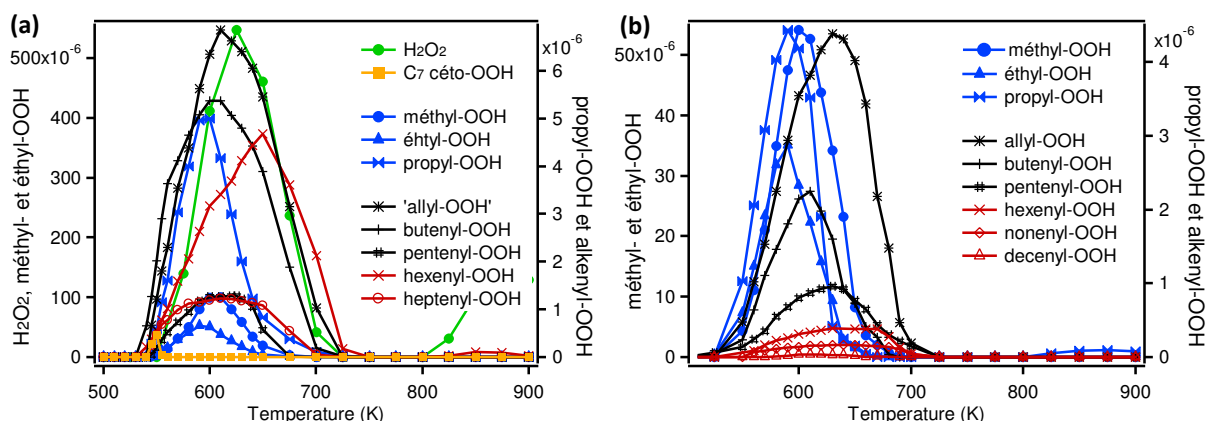 (a)
500x10⁻⁶
400
300
200
100
0
H2O2, méthyl- et éthyl-OOH
500
600
700
800
900
Temperature (K)
x10⁻⁶
6
5
4
3
2
1
0
propyl-OOH et alkenyl-OOH
H2O2
C7 céto-OOH
méthyl-OOH
éhtyl-OOH
propyl-OOH
'allyl-OOH'
butenyl-OOH
pentenyl-OOH
hexenyl-OOH
heptenyl-OOH
(b)
50x10⁻⁶
40
30
20
10
0
méthyl- et éthyl-OOH
600
700
800
900
Temperature (K)
x10⁻⁶
4
3
2
1
0
propyl-OOH et alkenyl-OOH
méthyl-OOH
éthyl-OOH
propyl-OOH
allyl-OOH
butenyl-OOH
pentenyl-OOH
hexenyl-OOH
nonenyl-OOH
decenyl-OOH